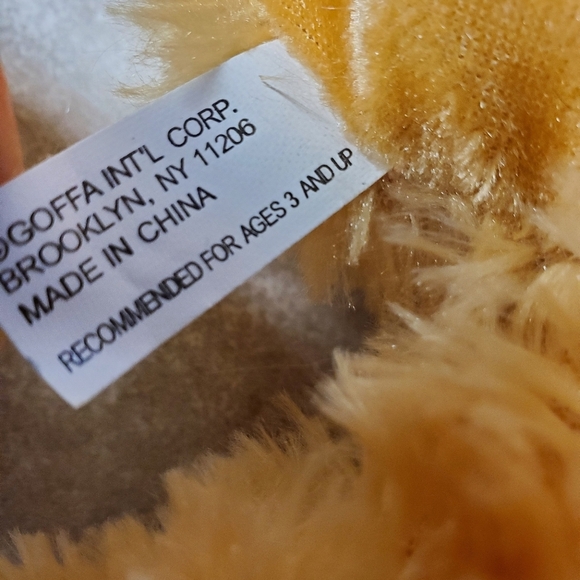 ©GOFFA INT'L CORP.
BROOKLYN, NY 11206
MADE IN CHINA
RECOMMENDED FOR AGES 3 AND UP